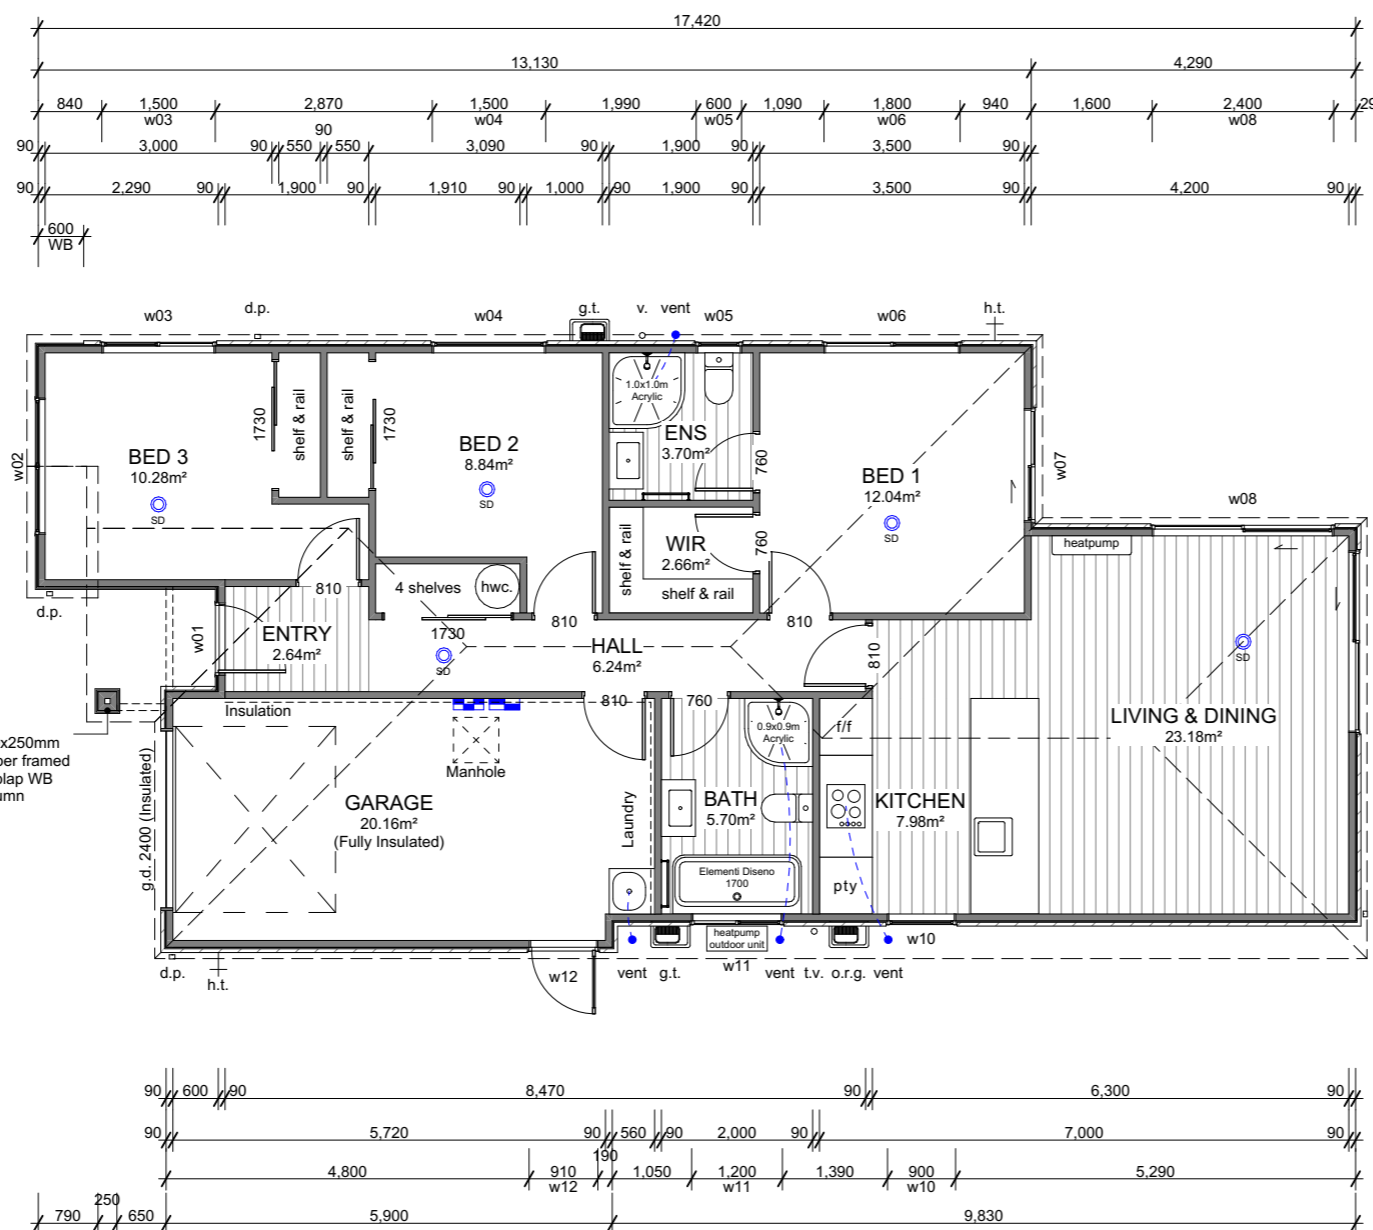 17,420
13,130 4,290
840 1,500 2,870 1,500 1,990 600 1,090 1,800 940 1,600 2,400 29
w03 w04 w05 w06 w08
90
90 3,000 90 550 550 3,090 90 1,900 90 3,500 90
90 2,290 90 1,900 90 1,910 90 1,000 90 1,900 90 3,500 90 4,200 90
600
WB
w03 d.p. w04 g.t. v. vent w05 w06 h.t.
1.0x1.0m
Acrylic
1730
shelf & rail
shelf & rail
1730
BED 3
10.28m²
SD
BED 2
8.84m²
SD
ENS
3.70m²
760
BED 1
12.04m²
SD
w02
w07
w08
heatpump
shelf & rail
WIR
2.66m²
shelf & rail
760
d.p.
810
4 shelves
hwc.
1730
810
810
810
w01
ENTRY
2.64m²
SD
HALL
6.24m²
810
760
SD
LIVING & DINING
23.18m²
x250mm
ber framed
olap WB
umn
Insulation
g.d. 2400 (Insulated)
Manhole
GARAGE
20.16m²
(Fully Insulated)
Laundry
0.9x0.9m
Acrylic
BATH
5.70m²
Elementi Diseno
1700
f/f
KITCHEN
7.98m²
pty
heatpump
outdoor unit
d.p. h.t. w12 vent g.t. w11 vent t.v. o.r.g. vent w10
90 600 90 8,470 90 6,300 90
90 5,720 90 560 90 2,000 90 7,000 90
190
4,800 910 1,050 1,200 1,390 900 5,290
w12 w11 w10
250
790 650 5,900 9,830